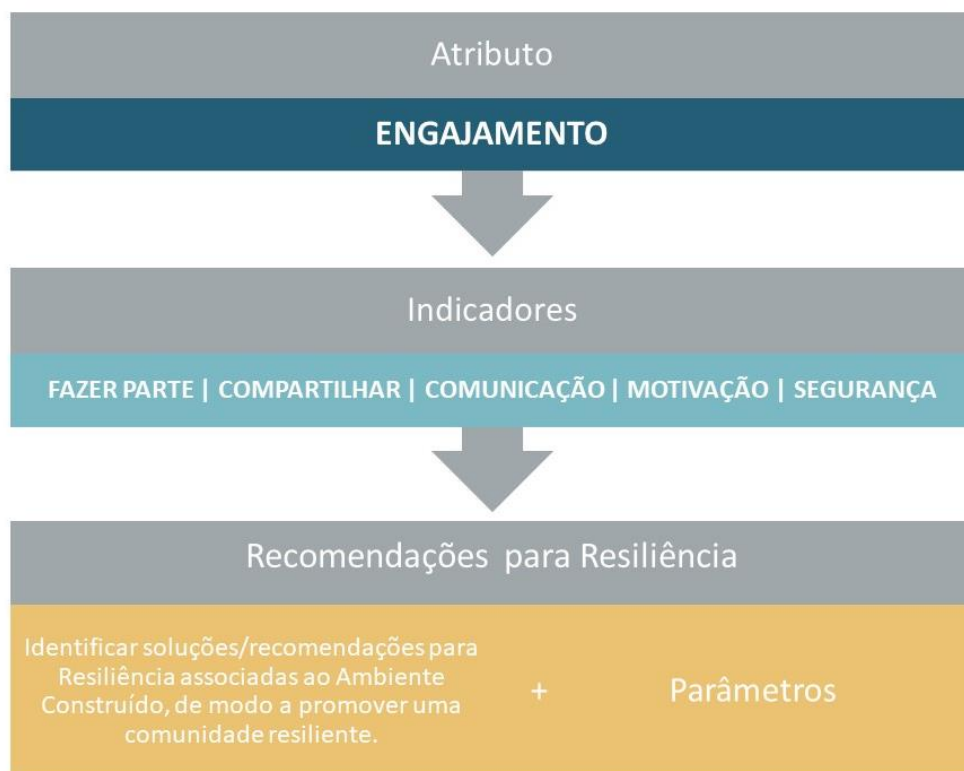 Atributo
ENGAJAMENTO
Indicadores
FAZER PARTE | COMPARTILHAR | COMUNICAÇÃO | MOTIVAÇÃO | SEGURANÇA
Recomendações para Resiliência
Identificar soluções/recomendações para
Resiliência associadas ao Ambiente
Construído, de modo a promover uma
comunidade resiliente.
+
Parâmetros